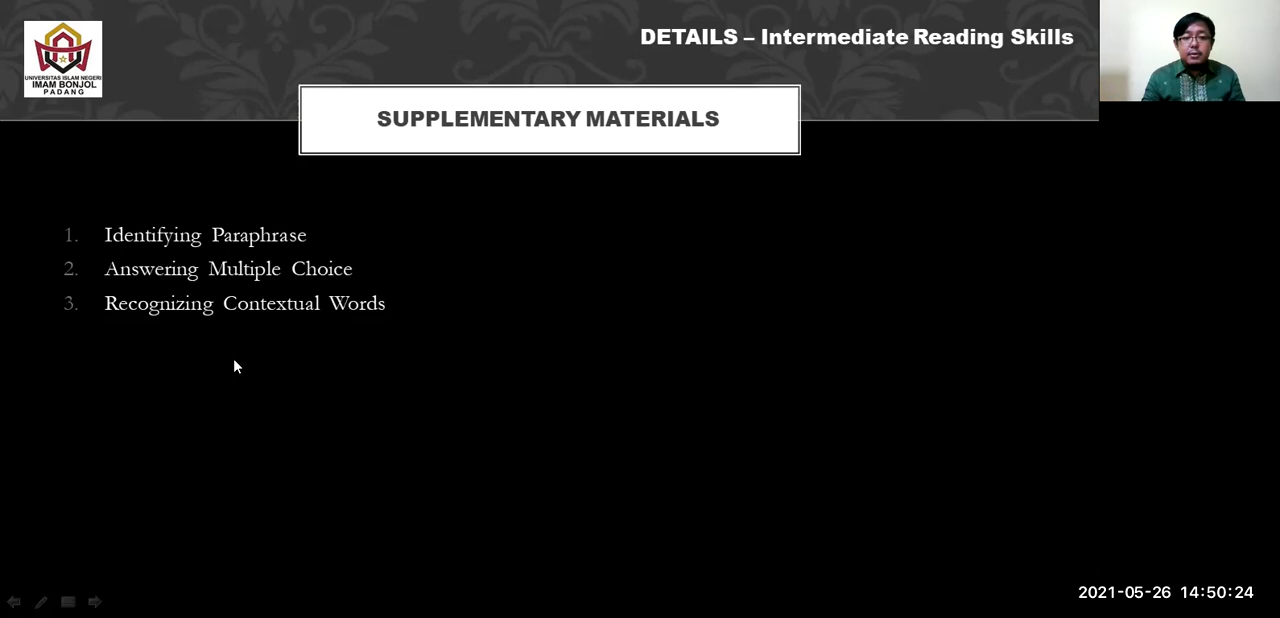 UNIVERSITAS ISLAM NEGERI
IMAM BONJOL
PADANG
DETAILS – Intermediate Reading Skills
SUPPLEMENTARY MATERIALS
1. Identifying Paraphrase
2. Answering Multiple Choice
3. Recognizing Contextual Words
2021-05-26 14:50:24